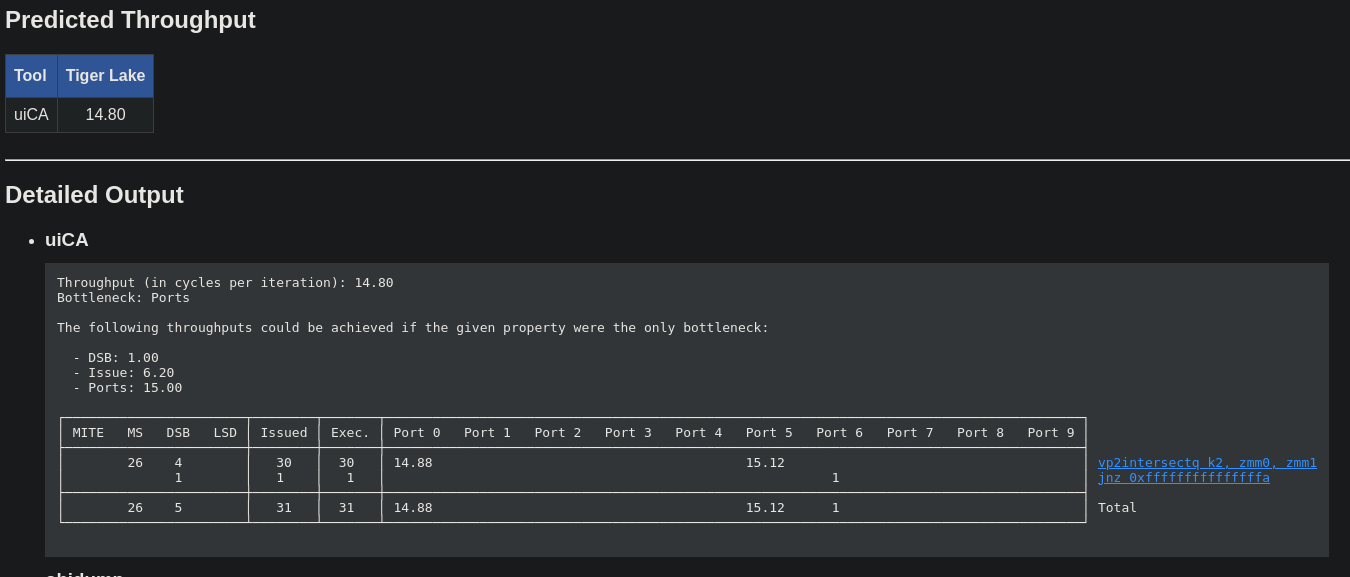 Predicted Throughput
Tool Tiger Lake
uiCA 14.80
Detailed Output
uiCA
Throughput (in cycles per iteration): 14.80
Bottleneck: Ports
The following throughputs could be achieved if the given property were the only bottleneck:
- DSB: 1.00
- Issue: 6.20
- Ports: 15.00
MITE MS DSB LSD Issued Exec. Port 0 Port 1 Port 2 Port 3 Port 4 Port 5 Port 6 Port 7 Port 8 Port 9
26 4 30 30 14.88 15.12 vp2intersectq k2, zmm0, zmm1
1 1 1 1 jnz 0xfffffffffffffffa
26 5 31 31 14.88 15.12 1 Total